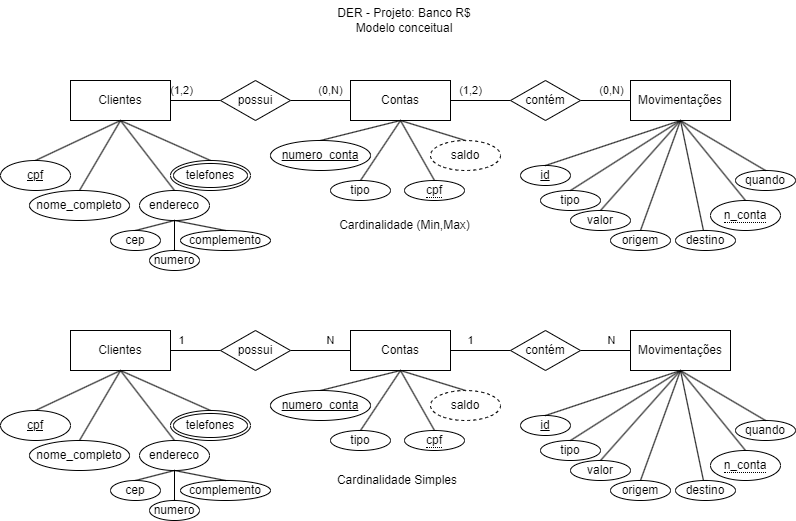 DER - Projeto: Banco R$
Modelo conceitual
Clientes
(1,2)
possui
(0,N)
Contas
(1,2)
contém
(0,N)
Movimentações
cpf
telefones
nome_completo
endereco
cep
complemento
numero
numero_conta
saldo
tipo
cpf
Cardinalidade (Min,Max)
id
quando
tipo
valor
n_conta
origem
destino
Clientes
1
possui
N
Contas
1
contém
N
Movimentações
cpf
telefones
nome_completo
endereco
cep
complemento
numero
numero_conta
saldo
tipo
cpf
Cardinalidade Simples
id
quando
tipo
valor
n_conta
origem
destino